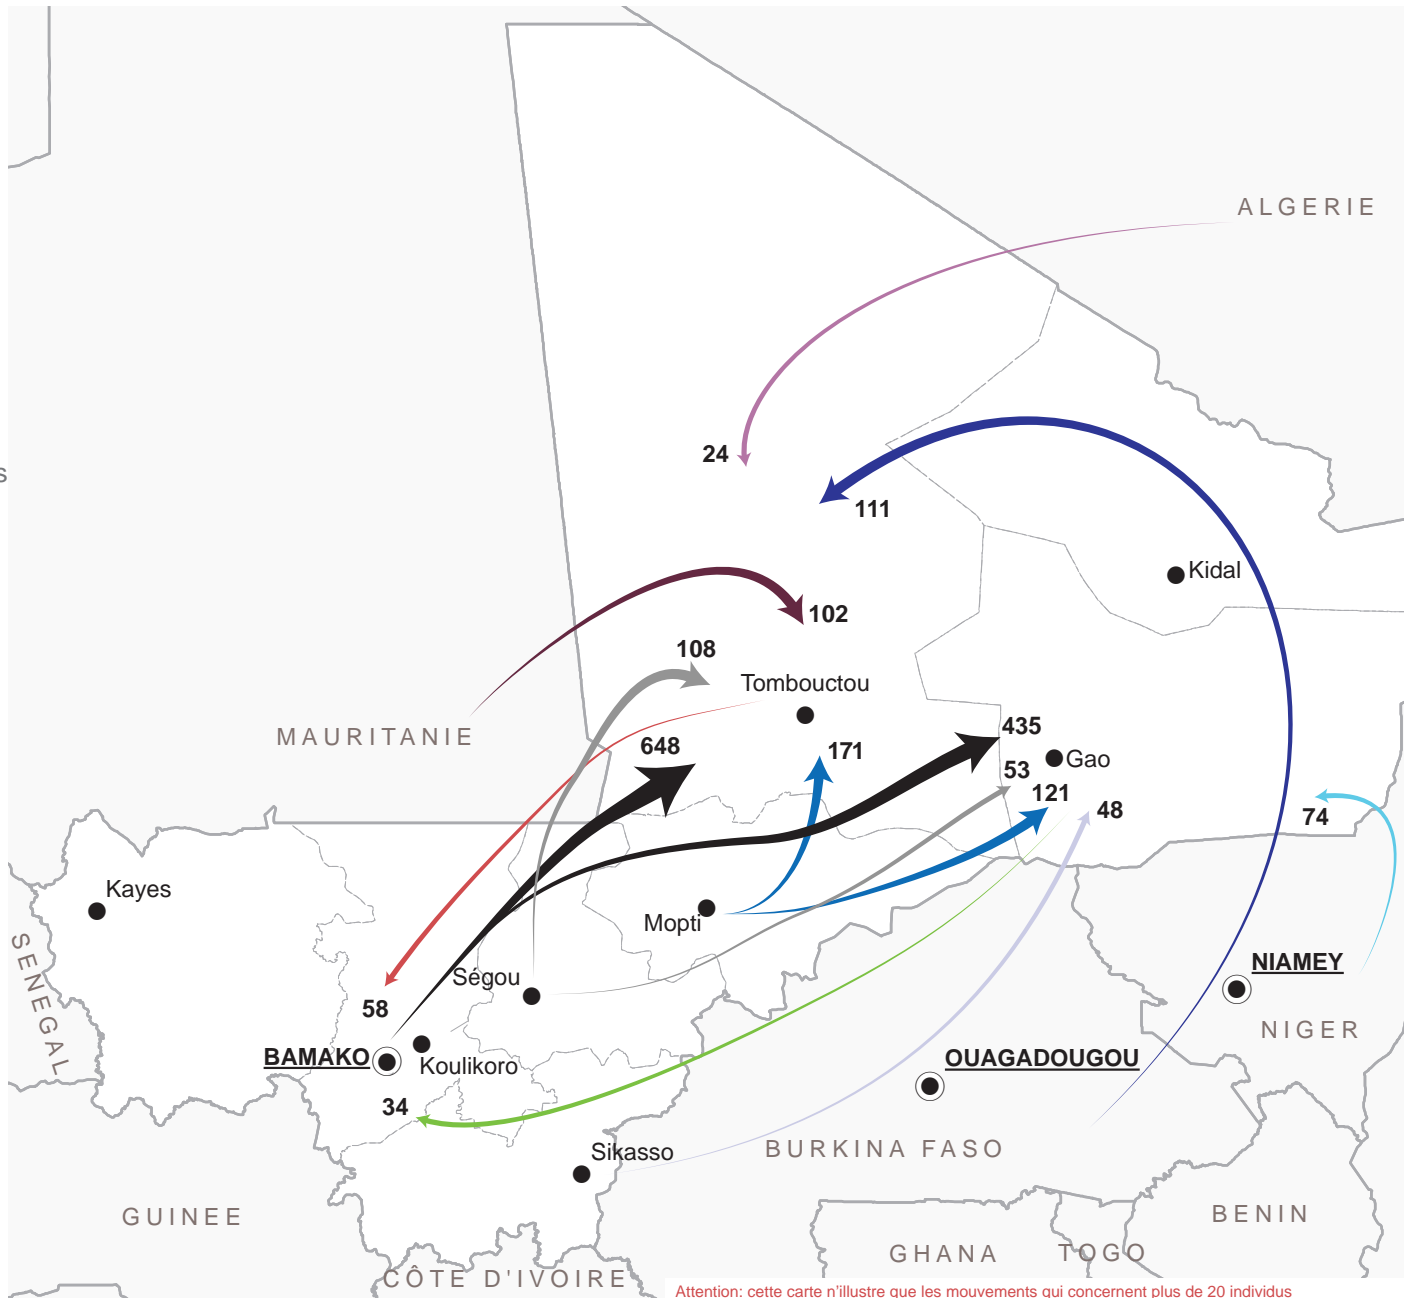 ALGERIE
24
s
111
Kidal
102
108
Tombouctou
MAURITANIE
648
171
435
53
Gao
121
48
74
Kayes
Mopti
SENEGAL
Ségou
58
NIAMEY
NIGER
BAMAKO
Koulikoro
OUAGADOUGOU
34
Sikasso
BURKINA FASO
GUINEE
BENIN
GHANA
TOGO
CÔTE D'IVOIRE
Attention: cette carte n'illustre que les mouvements qui concernent plus de 20 individus